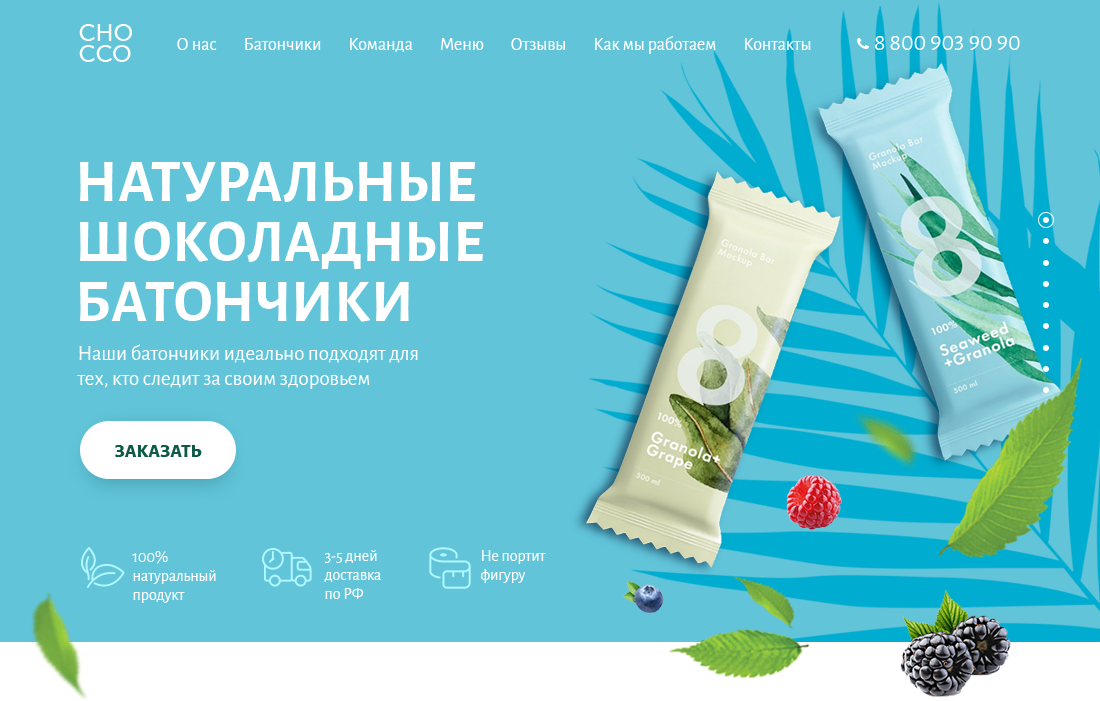 CHO
CCO
О нас Батончики Команда Меню Отзывы Как мы работаем Контакты 8 800 903 90 90
НАТУРАЛЬНЫЕ
ШОКОЛАДНЫЕ
БАТОНЧИКИ
Наши батончики идеально подходят для
тех, кто следит за своим здоровьем
ЗАКАЗАТЬ
100%
натуральный
продукт
3-5 дней
доставка
по РФ
Не портит
фигуру
Granola Bar
Mockup
8
100%
Granola+
Grape
500 ml
Granola Bar
Mockup
8
100%
Seaweed
+Granola
500 ml